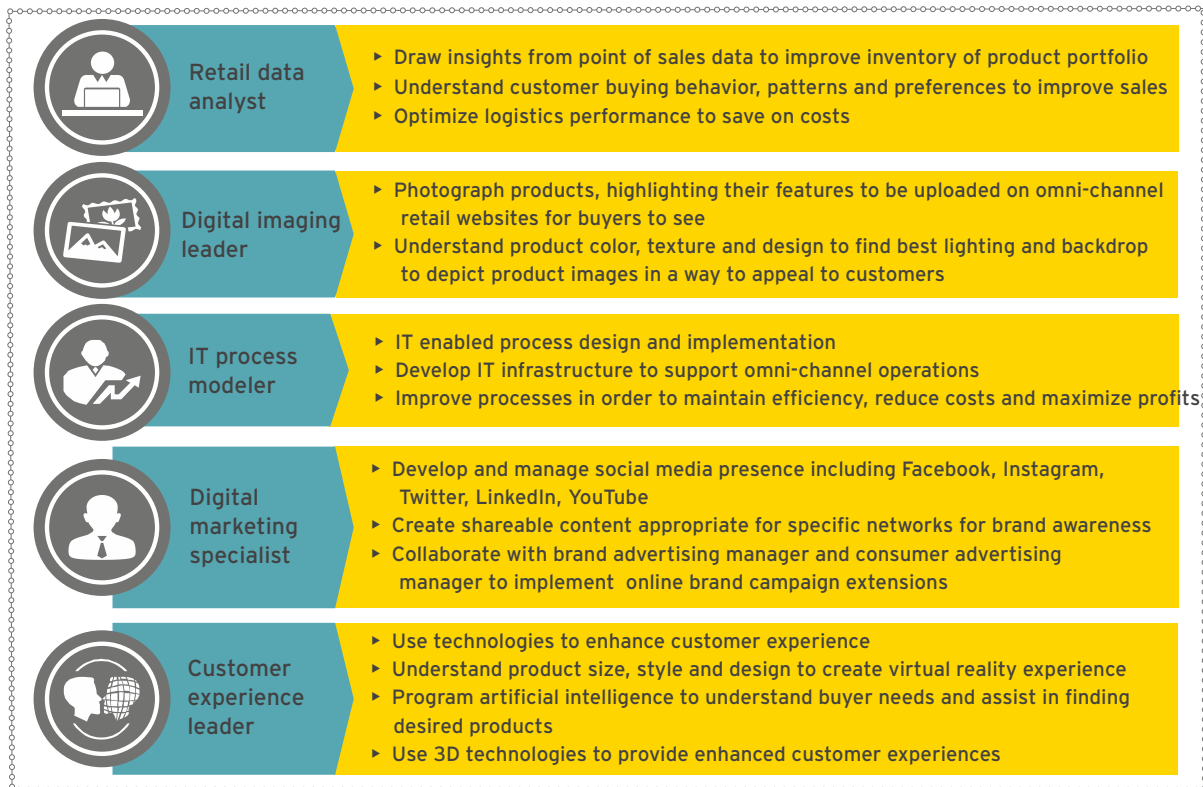 Retail data
analyst
▸ Draw insights from point of sales data to improve inventory of product portfolio
▸ Understand customer buying behavior, patterns and preferences to improve sales
▸ Optimize logistics performance to save on costs
Digital imaging
leader
▸ Photograph products, highlighting their features to be uploaded on omni-channel
retail websites for buyers to see
▸ Understand product color, texture and design to find best lighting and backdrop
to depict product images in a way to appeal to customers
IT process
modeler
▸ IT enabled process design and implementation
▸ Develop IT infrastructure to support omni-channel operations
▸ Improve processes in order to maintain efficiency, reduce costs and maximize profits
Digital
marketing
specialist
▸ Develop and manage social media presence including Facebook, Instagram,
Twitter, LinkedIn, YouTube
▸ Create shareable content appropriate for specific networks for brand awareness
▸ Collaborate with brand advertising manager and consumer advertising
manager to implement online brand campaign extensions
Customer
experience
leader
▸ Use technologies to enhance customer experience
▸ Understand product size, style and design to create virtual reality experience
▸ Program artificial intelligence to understand buyer needs and assist in finding
desired products
▸ Use 3D technologies to provide enhanced customer experiences